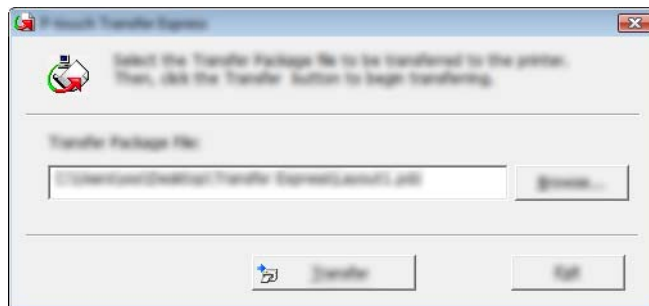 P-touch Transfer Express
Select the Transfer Package file to be transferred to the printer.
Then, click the Transfer button to begin transferring.
Transfer Package File:
Browse...
Transfer
Exit